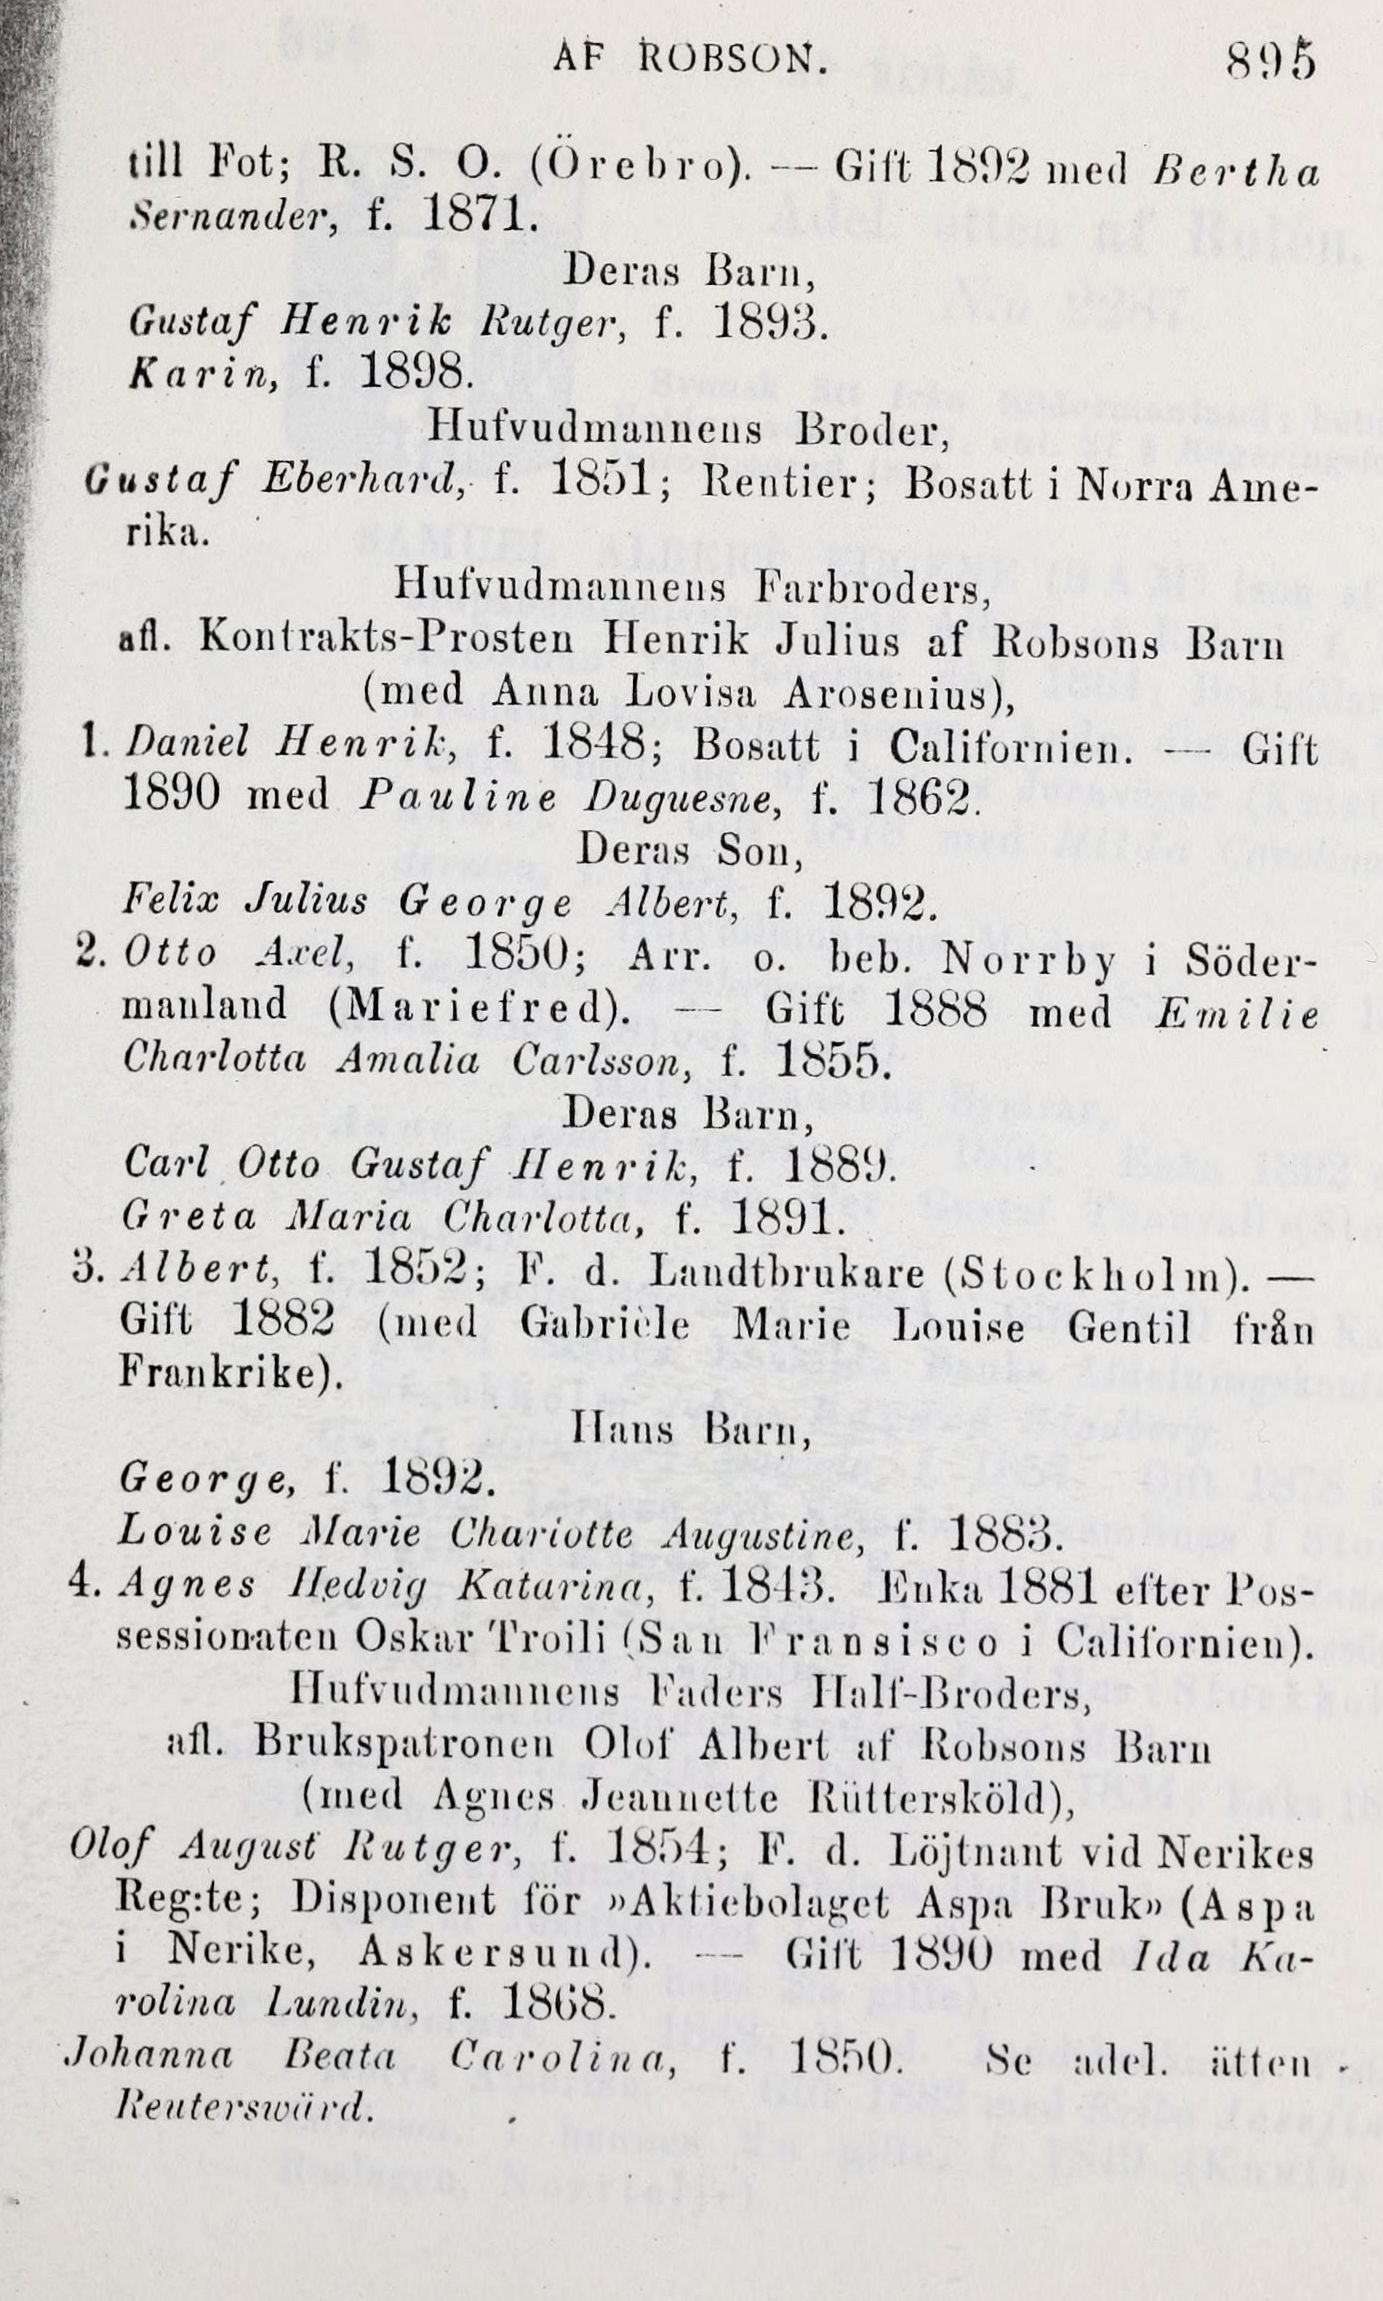 AF ROBSON. 895
till Fot; R. S. O. (Örebro). — Gift 1892 med Bertha
Sernander, f. 1871.
Deras Barn,
Gustaf Henrik Rutger, f. 1893.
Karin, f. 1898.
Hufvudmannens Broder,
Gustaf Eberhard, f. 1851; Rentier; Bosatt i Norra Ame-
rika.
Hufvudmannens Farbroders,
afl. Kontrakts-Prosten Henrik Julius af Robsons Barn
(med Anna Lovisa Arosenius),
1. Daniel Henrik, f. 1848; Bosatt i Californien. — Gift
1890 med Pauline Duguesne, f. 1862.
Deras Son,
Felix Julius George Albert, f. 1892.
2. Otto Axel, f. 1850; Arr. o. beb. Norrby i Söder-
manland (Mariefred). — Gift 1888 med Emilie
Charlotta Amalia Carlsson, f. 1855.
Deras Barn,
Carl Otto Gustaf Henrik, f. 1889.
Greta Maria Charlotta, f. 1891.
3. Albert, f. 1852; F. d. Landtbrukare (Stockholm). —
Gift 1882 (med Gabrièle Marie Louise Gentil från
Frankrike).
Hans Barn,
George, f. 1892.
Louise Marie Chariotte Augustine, f. 1883.
4. Agnes Hedvig Katarina, f. 1843. Enka 1881 efter Pos-
sessionaten Oskar Troili (San Fransisco i Californien).
Hufvudmannens Faders Half-Broders,
afl. Brukspatronen Olof Albert af Robsons Barn
(med Agnes Jeannette Rüttersköld),
Olof August Rutger, f. 1854; F. d. Löjtnant vid Nerikes
Reg:te; Disponent för »Aktiebolaget Aspa Bruk» (Aspa
i Nerike, Askersund). — Gift 1890 med Ida Ka-
rolina Lundin, f. 1868.
Johanna Beata Carolina, f. 1850. Se adel. ätten
Reuterswärd.